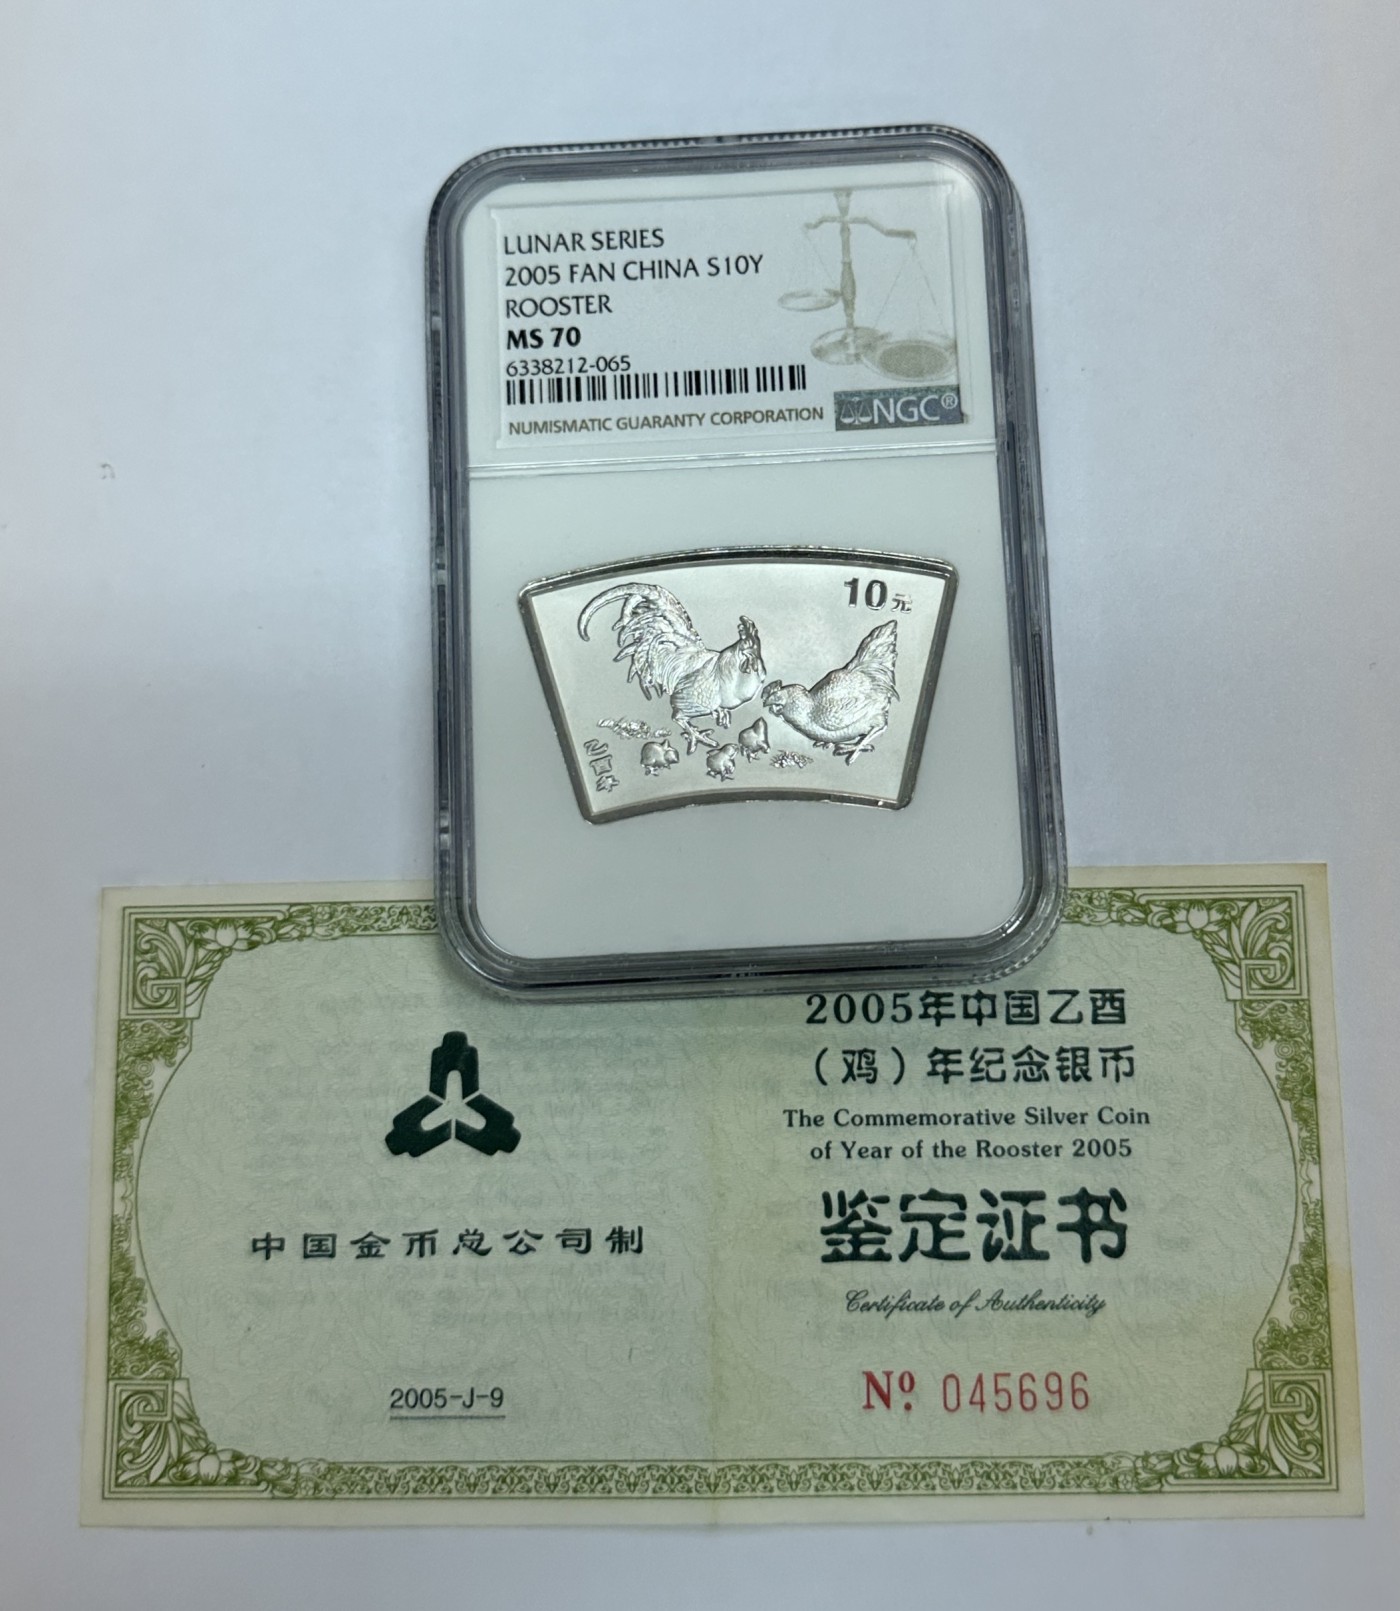 LUNAR SERIES
2005 FAN CHINA S10Y
ROOSTER
MS 70
6338212-065
NUMISMATIC GUARANTY CORPORATION
NGC®
10元
乙酉年
2005年中国乙酉
（鸡）年纪念银币
The Commemorative Silver Coin
of Year of the Rooster 2005
鉴定证书
Certificate of Authenticity
Nº 045696
中国金币总公司制
2005-J-9